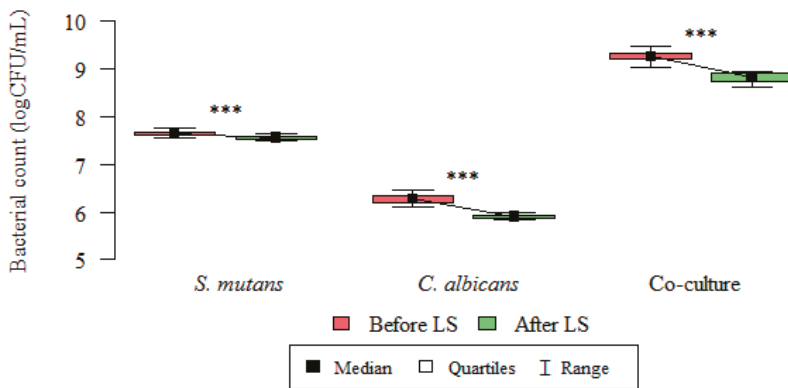 Bacterial count (logCFU/mL)
10
9
8
7
6
5
***
***
***
S. mutans
C. albicans
Co-culture
Before LS
After LS
Median
Quartiles
Range